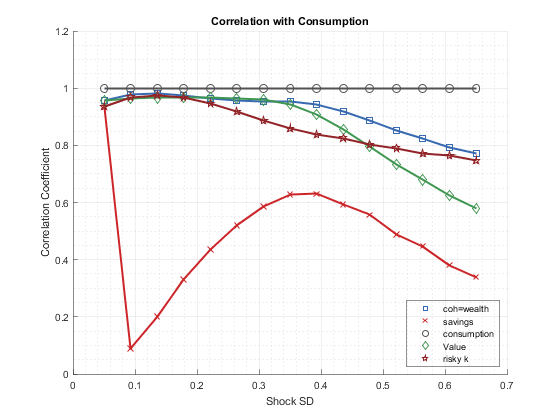 Correlation with Consumption
1.2
1
0.8
0.6
0.4
0.2
0
Correlation Coefficient
0 0.1 0.2 0.3 0.4 0.5 0.6 0.7
Shock SD
coh=wealth
savings
consumption
Value
risky k